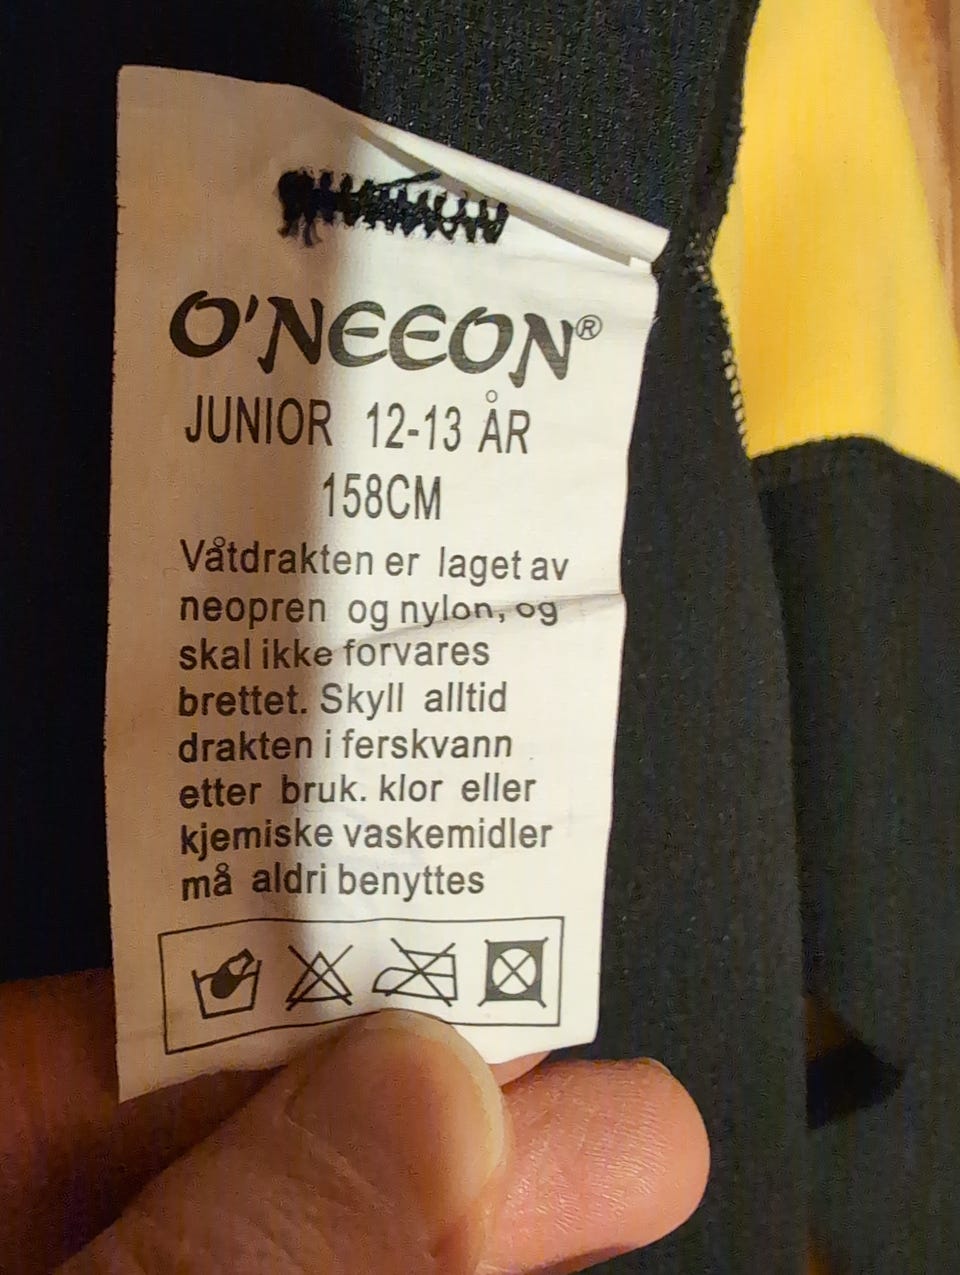 O'NEEON®
JUNIOR 12-13 ÅR
158CM
Våtdrakten er laget av
neopren og nylon, og
skal ikke forvares
brettet. Skyll alltid
drakten i ferskvann
etter bruk. klor eller
kjemiske vaskemidler
må aldri benyttes